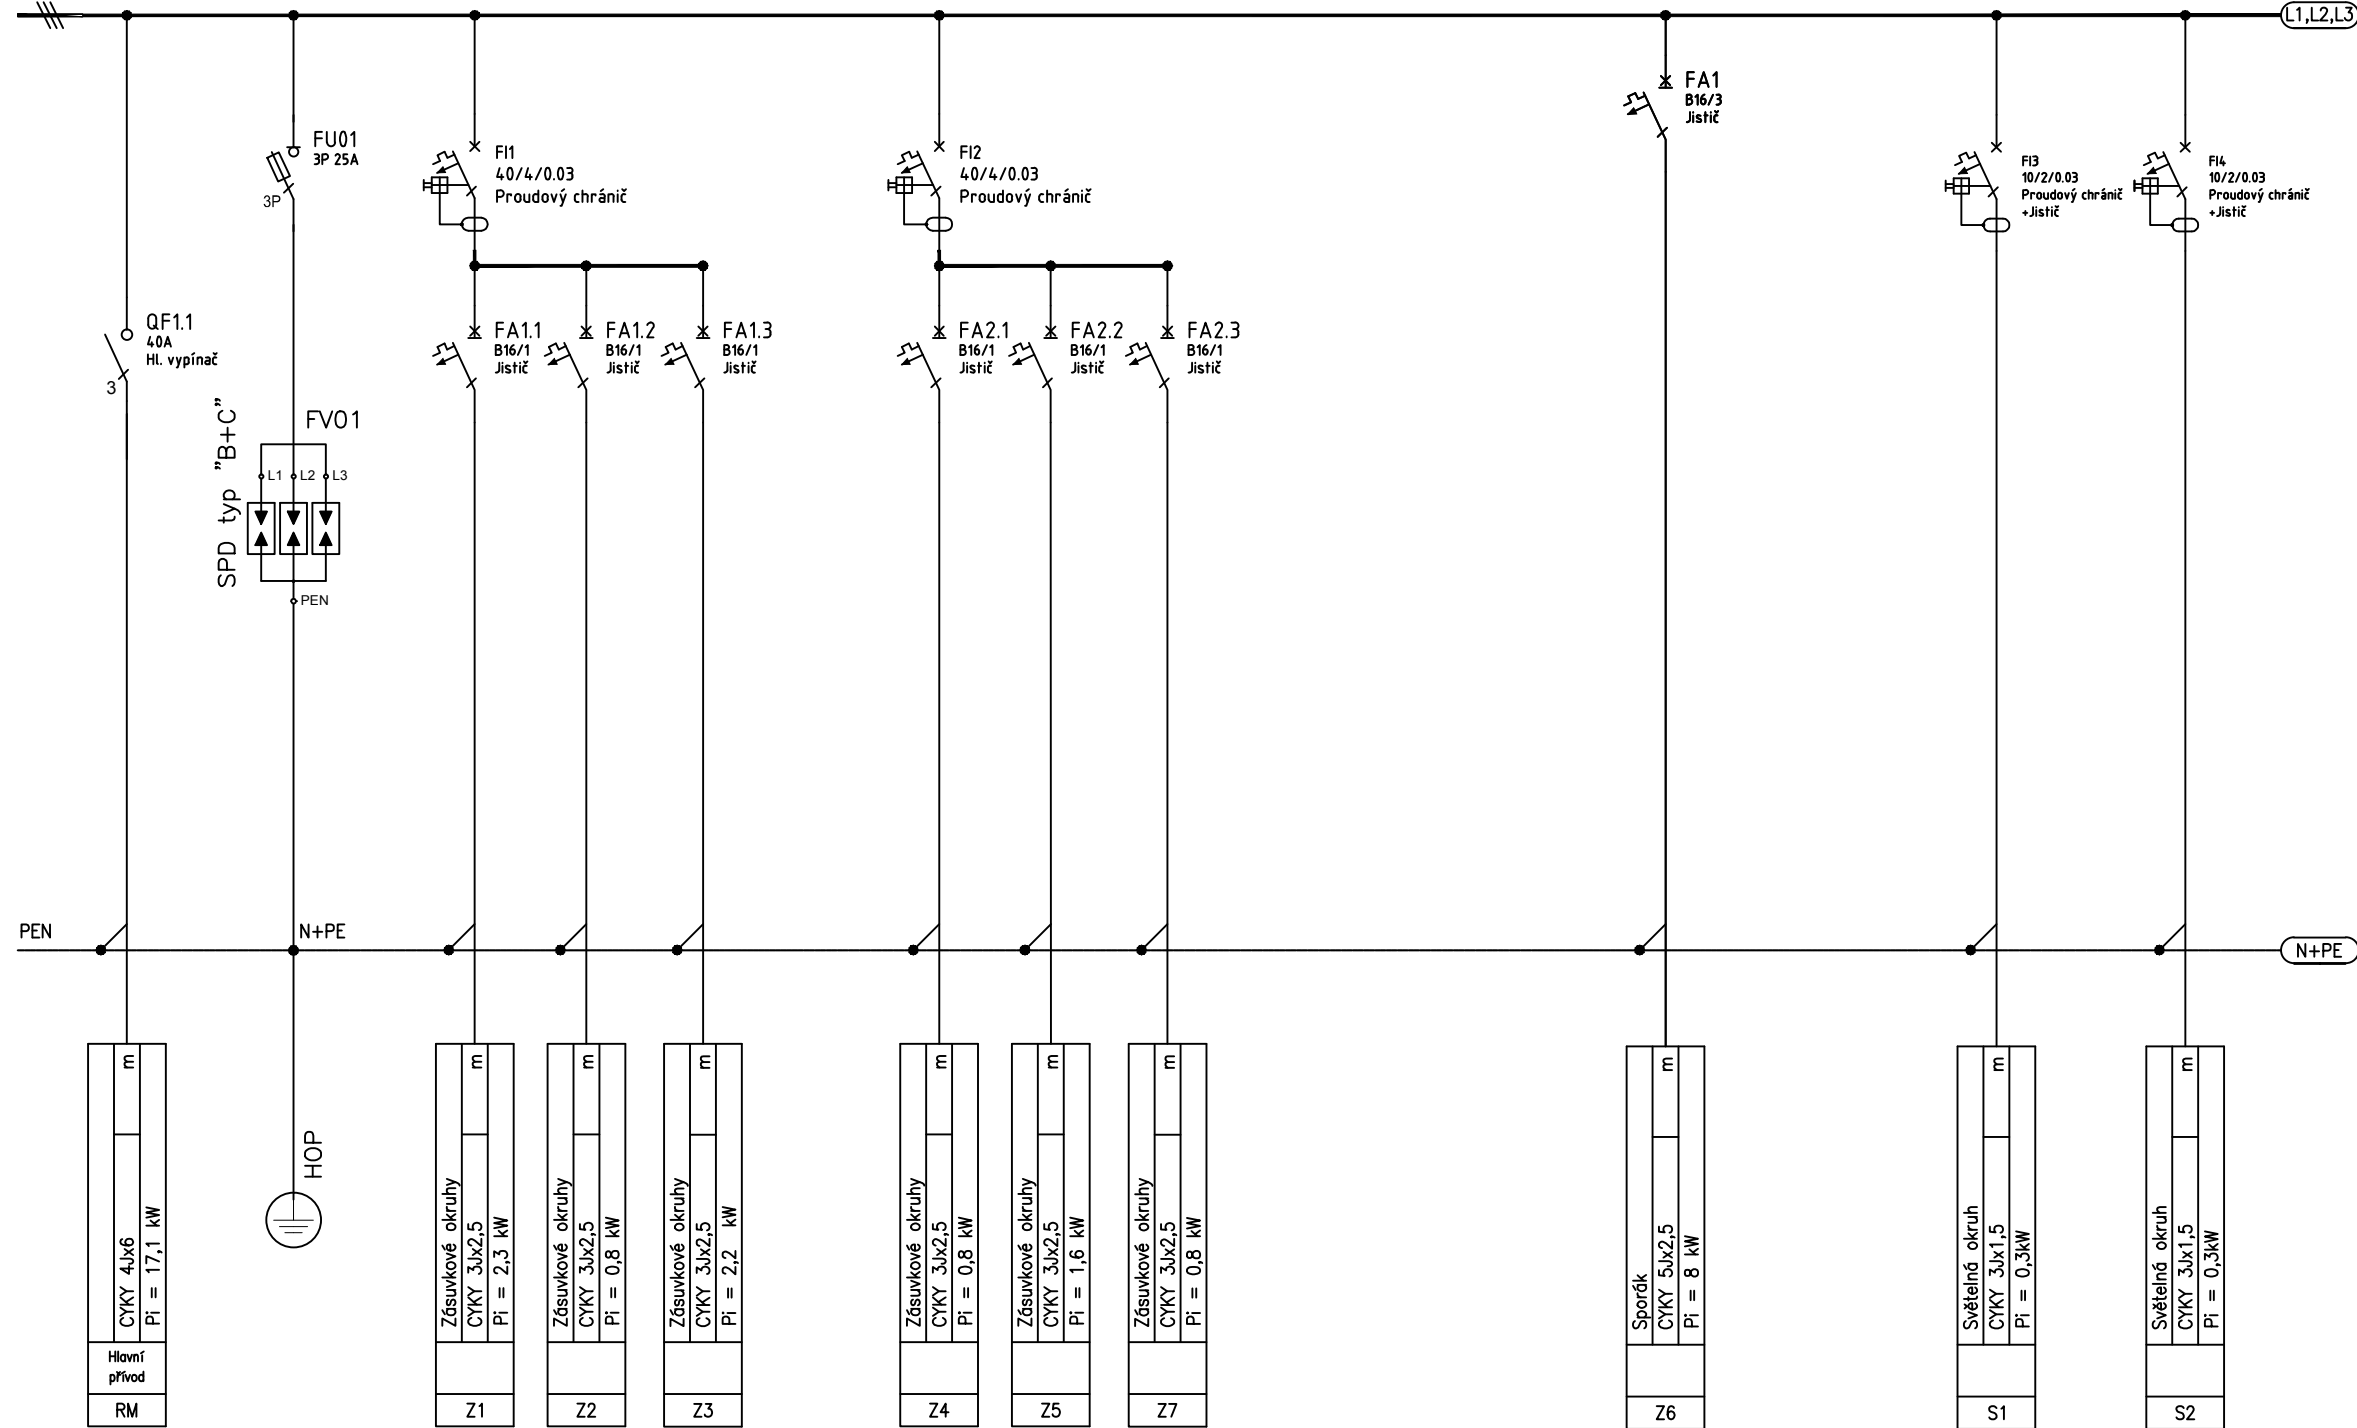 L1,L2,L3
FA1
B16/3
Jistič
FU01
3P 25A
3P
FI1
40/4/0.03
Proudový chránič
FI2
40/4/0.03
Proudový chránič
FI3
10/2/0.03
Proudový chránič
+Jistič
FI4
10/2/0.03
Proudový chránič
+Jistič
QF1.1
40A
Hl. vypínač
3
FA1.1
B16/1
Jistič
FA1.2
B16/1
Jistič
FA1.3
B16/1
Jistič
FA2.1
B16/1
Jistič
FA2.2
B16/1
Jistič
FA2.3
B16/1
Jistič
SPD typ "B+C"
FV01
L1
L2
L3
PEN
PEN
N+PE
N+PE
HOP
m
CYKY 4Jx6
Pi = 17,1 kW
Hlavní
přívod
RM
Zásuvkové okruhy
m
CYKY 3Jx2,5
Pi = 2,3 kW
Z1
Zásuvkové okruhy
m
CYKY 3Jx2,5
Pi = 0,8 kW
Z2
Zásuvkové okruhy
m
CYKY 3Jx2,5
Pi = 2,2 kW
Z3
Zásuvkové okruhy
m
CYKY 3Jx2,5
Pi = 0,8 kW
Z4
Zásuvkové okruhy
m
CYKY 3Jx2,5
Pi = 1,6 kW
Z5
Zásuvkové okruhy
m
CYKY 3Jx2,5
Pi = 0,8 kW
Z7
Sporák
m
CYKY 5Jx2,5
Pi = 8 kW
Z6
Světelná okruh
m
CYKY 3Jx1,5
Pi = 0,3kW
S1
Světelná okruh
m
CYKY 3Jx1,5
Pi = 0,3kW
S2